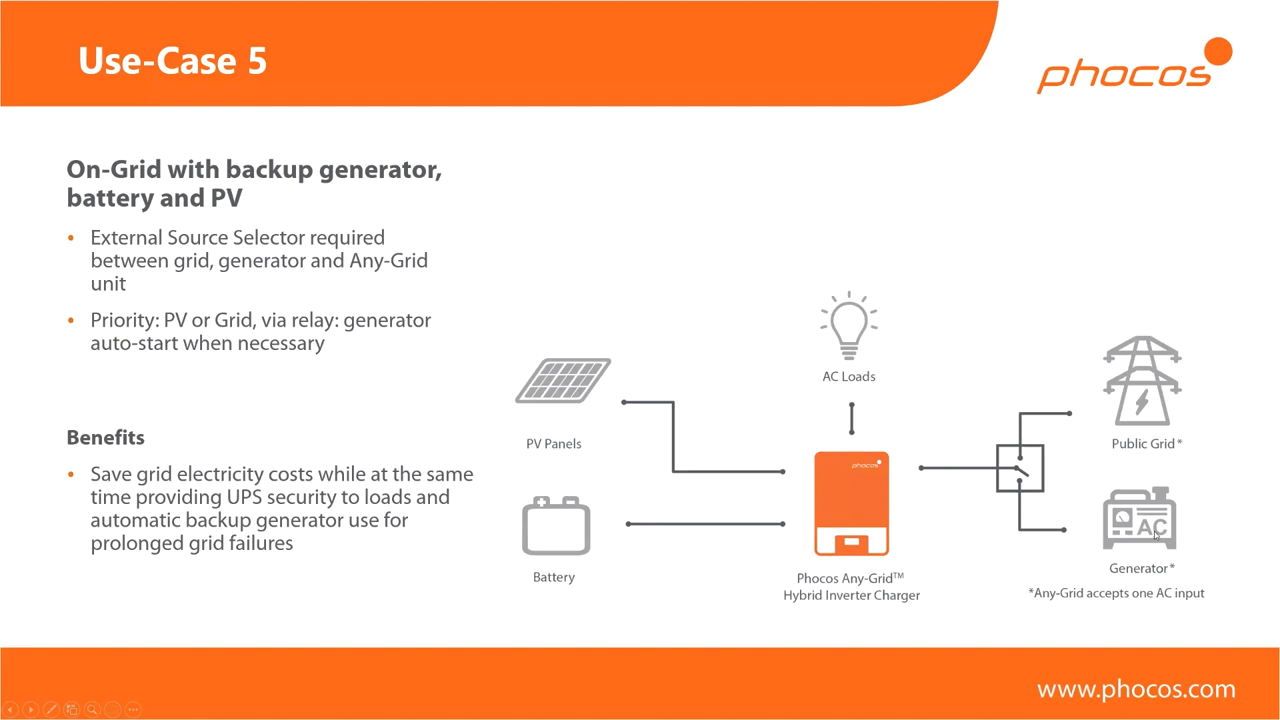 Use-Case 5
phocos
On-Grid with backup generator,
battery and PV
• External Source Selector required
between grid, generator and Any-Grid
unit
• Priority: PV or Grid, via relay: generator
auto-start when necessary
Benefits
• Save grid electricity costs while at the same
time providing UPS security to loads and
automatic backup generator use for
prolonged grid failures
AC Loads
PV Panels
Battery
phocos
Phocos Any-Grid™
Hybrid Inverter Charger
Public Grid*
AC
Generator*
*Any-Grid accepts one AC input
www.phocos.com